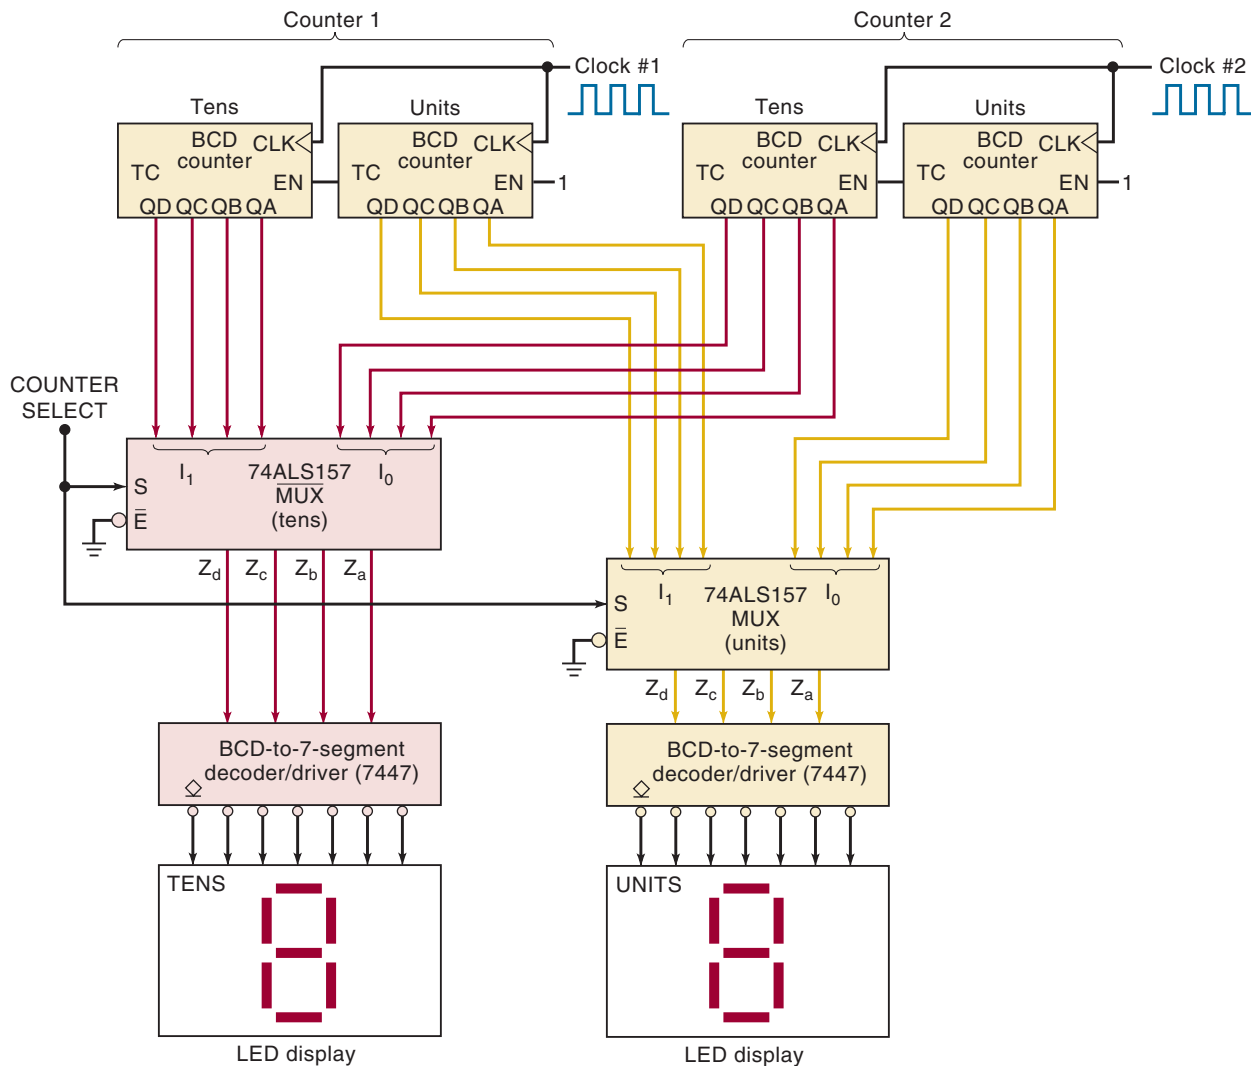 Counter 1
Counter 2
Clock #1
Clock #2
Tens
Units
Tens
Units
BCD
counter
CLK
TC
EN
QD QC QB QA
BCD
counter
CLK
TC
EN
1
QD QC QB QA
BCD
counter
CLK
TC
EN
QD QC QB QA
BCD
counter
CLK
TC
EN
1
QD QC QB QA
COUNTER
SELECT
I1
74ALS157
MUX
(tens)
I0
S
E̅
Zd Zc Zb Za
I1
74ALS157
MUX
(units)
I0
S
E̅
Zd Zc Zb Za
BCD-to-7-segment
decoder/driver (7447)
BCD-to-7-segment
decoder/driver (7447)
TENS
8
UNITS
8
LED display
LED display